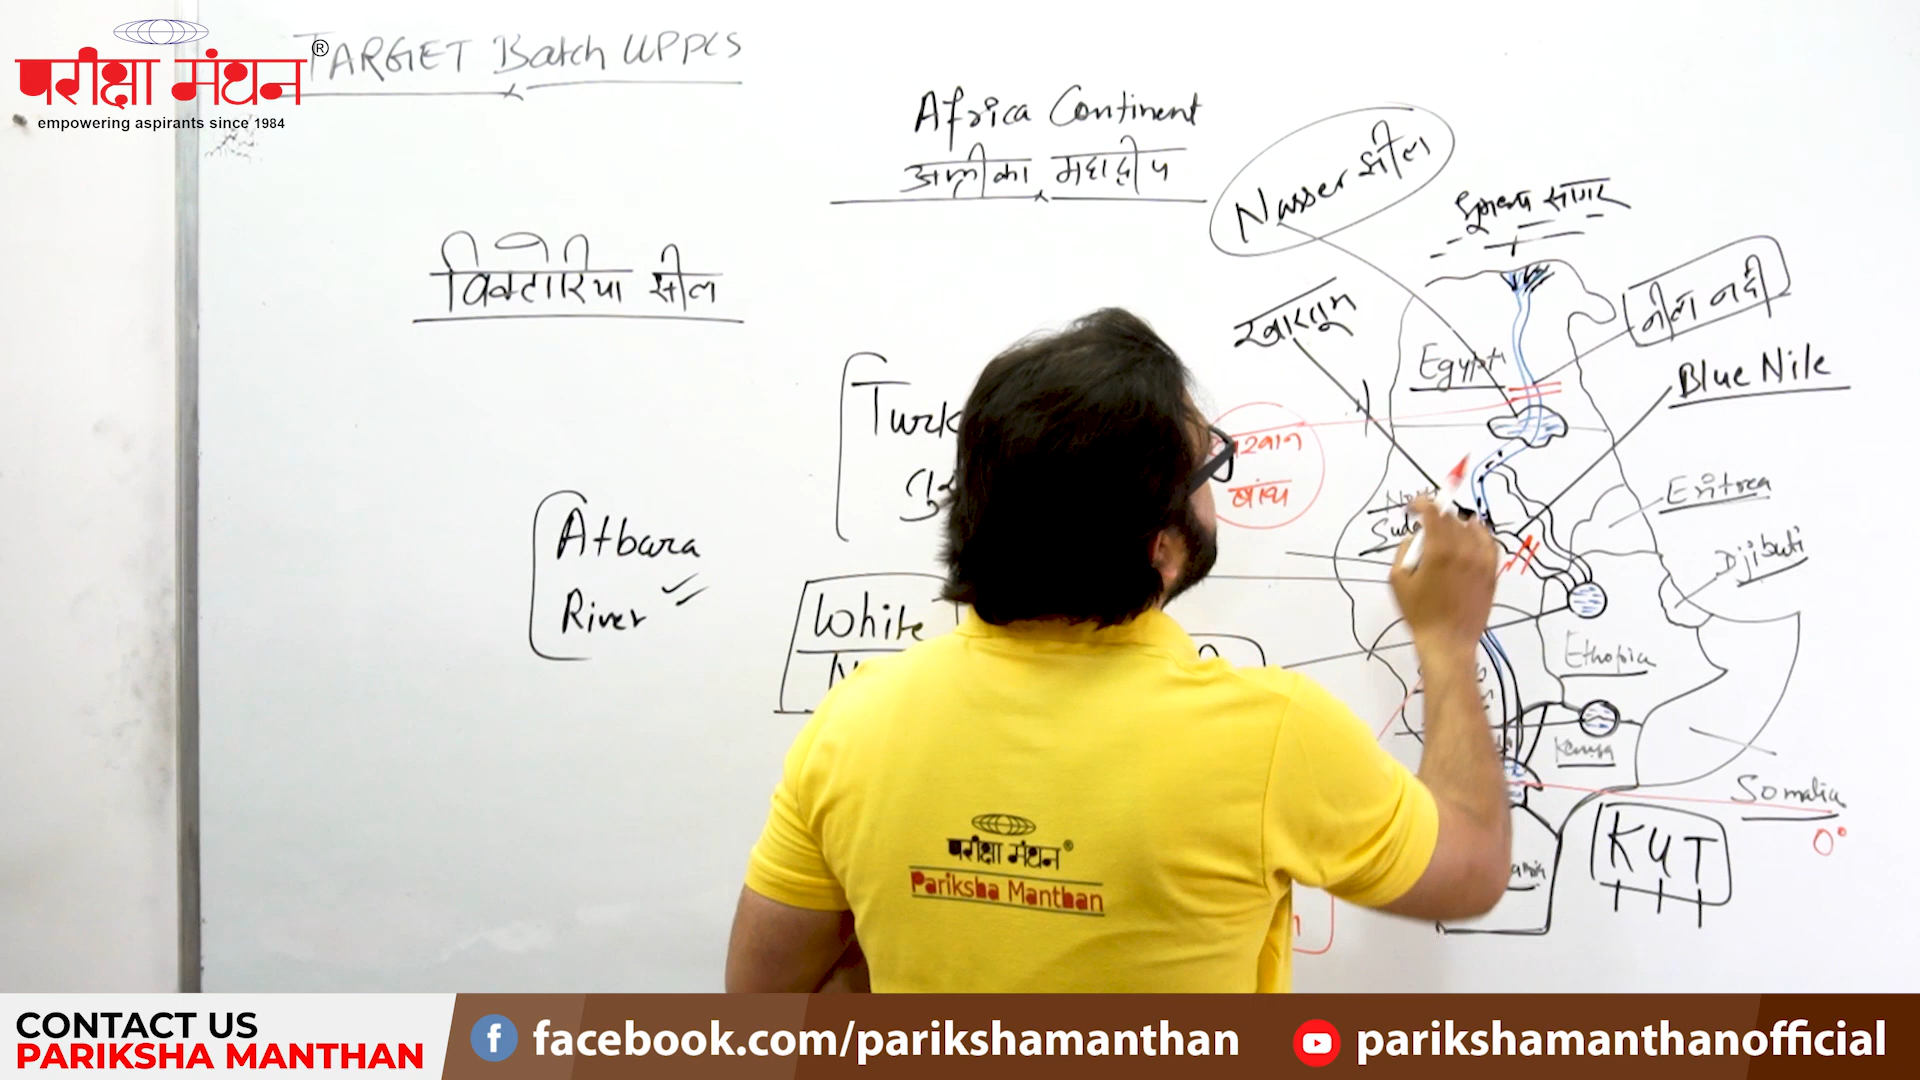 परीक्षा मंथन ®
empowering aspirants since 1984
TARGET Batch UPPCS
Africa Continent
अफ्रीका महाद्वीप
Nasser झील
भूमध्य सागर
विक्टोरिया झील
खारतूम
नील नदी
Egypt
Blue Nile
Turk
बांध
Eritrea
Atbara
River
Djibuti
White
Ethopia
Kenya
Somalia
0°
KUT
परीक्षा मंथन ®
Pariksha Manthan
CONTACT US
PARIKSHA MANTHAN
facebook.com/parikshamanthan
parikshamanthanofficial